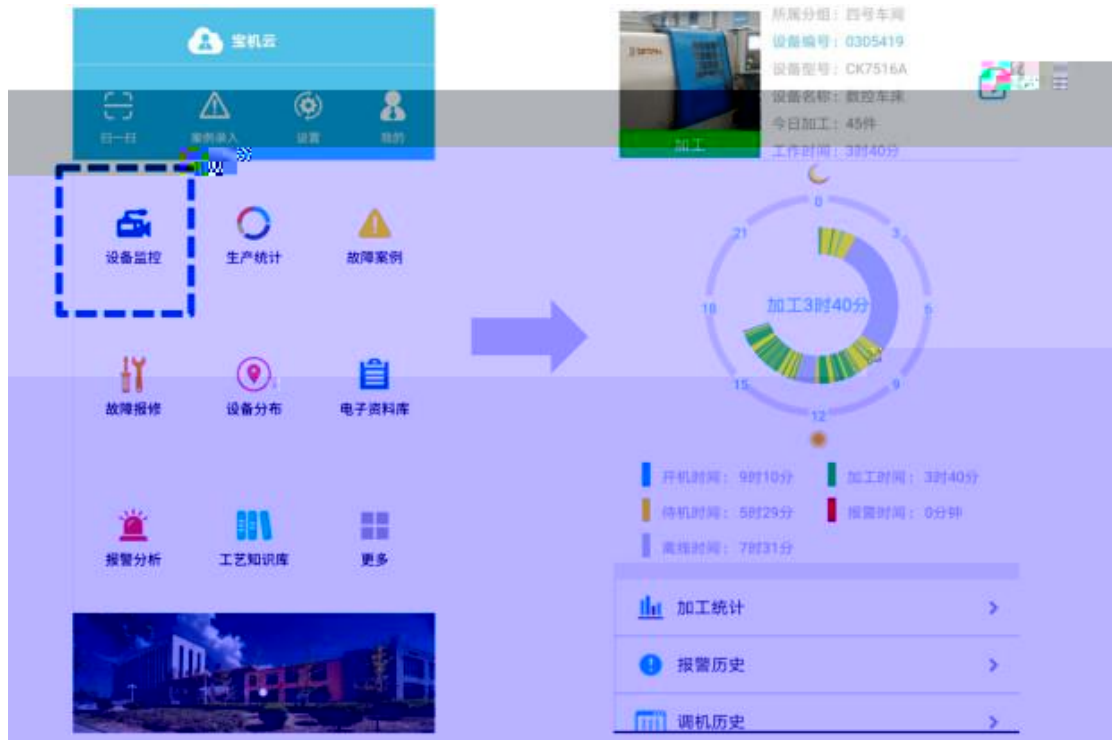 宝机云
扫一扫 案例录入 设置 我的
设备监控 生产统计 故障案例
故障报修 设备分布 电子资料库
报警分析 工艺知识库 更多
所属分组：四号车间
设备编号：0305419
设备型号：CK7516A
设备名称：数控车床
今日加工：45件
工作时间：3时40分
加工
0
3
6
9
12
15
18
21
加工3时40分
开机时间：9时10分 加工时间：3时40分
待机时间：5时29分 报警时间：0分钟
离线时间：7时31分
加工统计
报警历史
调机历史